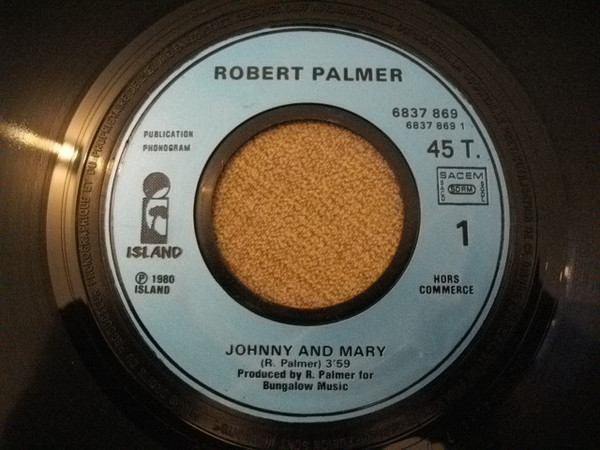 ROBERT PALMER
6837 869
6837 869 1
PUBLICATION
PHONOGRAM
45 T.
SACEM
SDRM
1
ISLAND
Ⓟ 1980
ISLAND
HORS
COMMERCE
JOHNNY AND MARY
(R. Palmer) 3'59
Produced by R. Palmer for
Bungalow Music